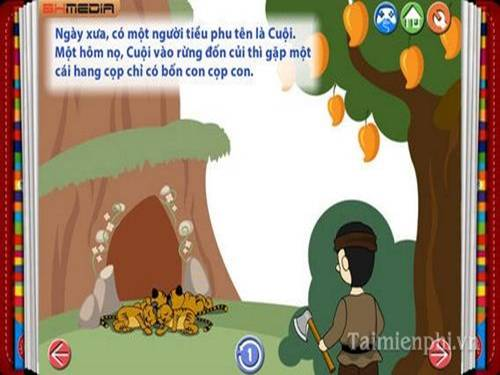 BHMEDIA
Ngày xưa, có một người tiều phu tên là Cuội.
Một hôm nọ, Cuội vào rừng đốn củi thì gặp một
cái hang cọp chỉ có bốn con cọp con.
1
Taimienphi.vn